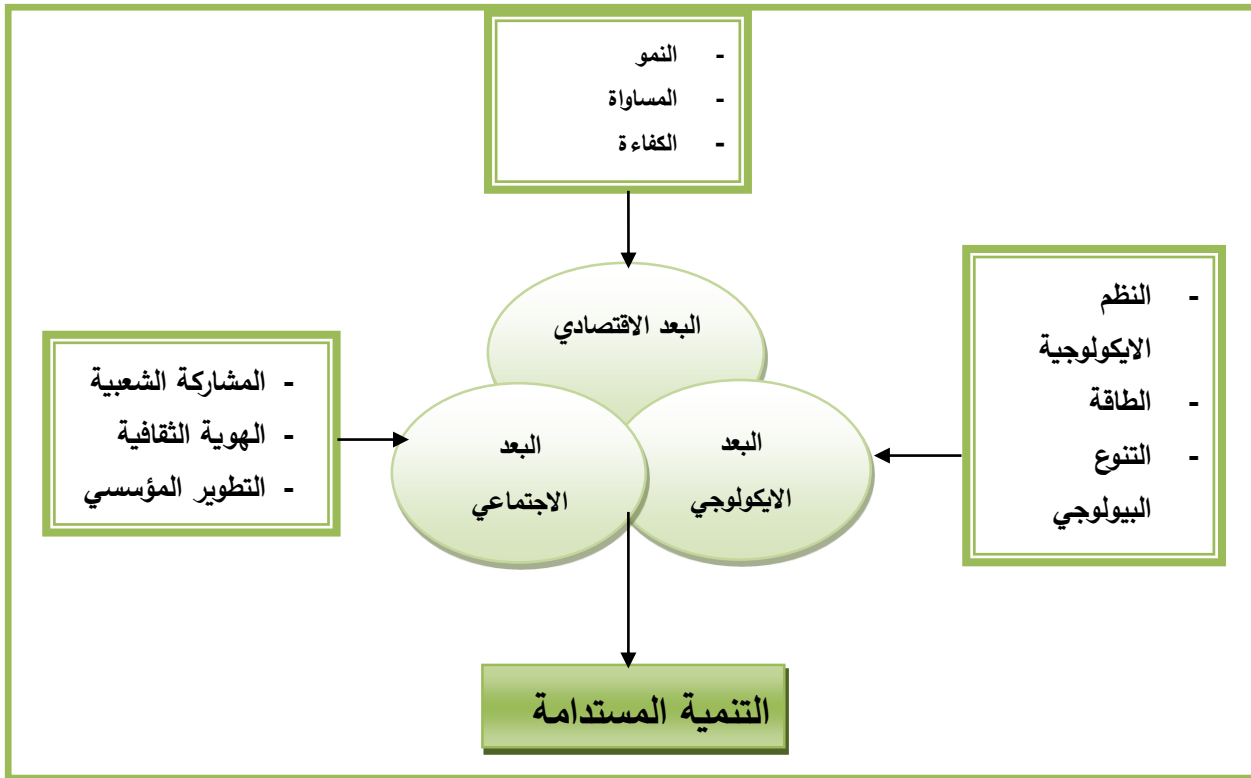 - النمو
- المساواة
- الكفاءة
البعد الاقتصادي
- النظم
الايكولوجية
- الطاقة
- التنوع
البيولوجي
- المشاركة الشعبية
- الهوية الثقافية
- التطوير المؤسسي
البعد
الايكولوجي
البعد
الاجتماعي
التنمية المستدامة